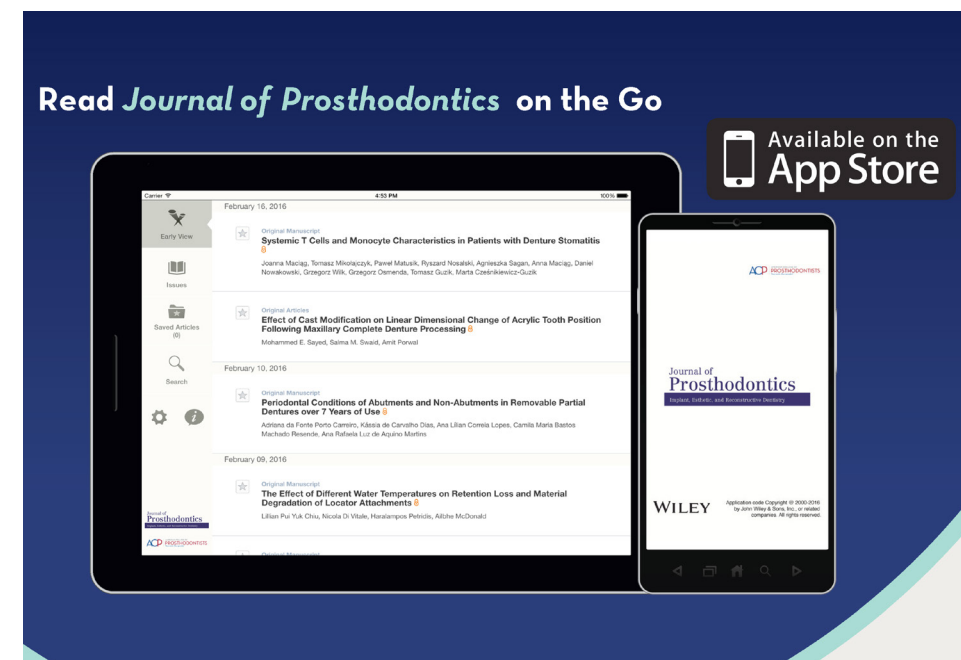 Read Journal of Prosthodontics on the Go
Available on the
App Store
Carrier
4:53 PM
100%
Early View
Issues
Saved Articles
(0)
Search
February 16, 2016
Original Manuscript
Systemic T Cells and Monocyte Characteristics in Patients with Denture Stomatitis
Joanna Maciąg, Tomasz Mikołajczyk, Paweł Matusik, Ryszard Nosalski, Agnieszka Sagan, Anna Maciąg, Daniel
Nowakowski, Grzegorz Wilk, Grzegorz Osmenda, Tomasz Guzik, Marta Cześnikiewicz-Guzik
Original Articles
Effect of Cast Modification on Linear Dimensional Change of Acrylic Tooth Position
Following Maxillary Complete Denture Processing
Mohammed E. Sayed, Salma M. Swaid, Amit Porwal
February 10, 2016
Original Manuscript
Periodontal Conditions of Abutments and Non-Abutments in Removable Partial
Dentures over 7 Years of Use
Adriana da Fonte Porto Carreiro, Kássia de Carvalho Dias, Ana Lilian Correia Lopes, Camila Maria Bastos
Machado Resende, Ana Rafaela Luz de Aquino Martins
February 09, 2016
Original Manuscript
The Effect of Different Water Temperatures on Retention Loss and Material
Degradation of Locator Attachments
Lillian Pui Yuk Chiu, Nicola Di Vitale, Haralampos Petridis, Ailbhe McDonald
Original Manuscript
Journal of
Prosthodontics
ACP PROSTHODONTISTS
ACP PROSTHODONTISTS
Journal of
Prosthodontics
Implant, Esthetic, and Reconstructive Dentistry
WILEY
Application code Copyright © 2000-2016
by John Wiley & Sons, Inc., or related
companies. All rights reserved.